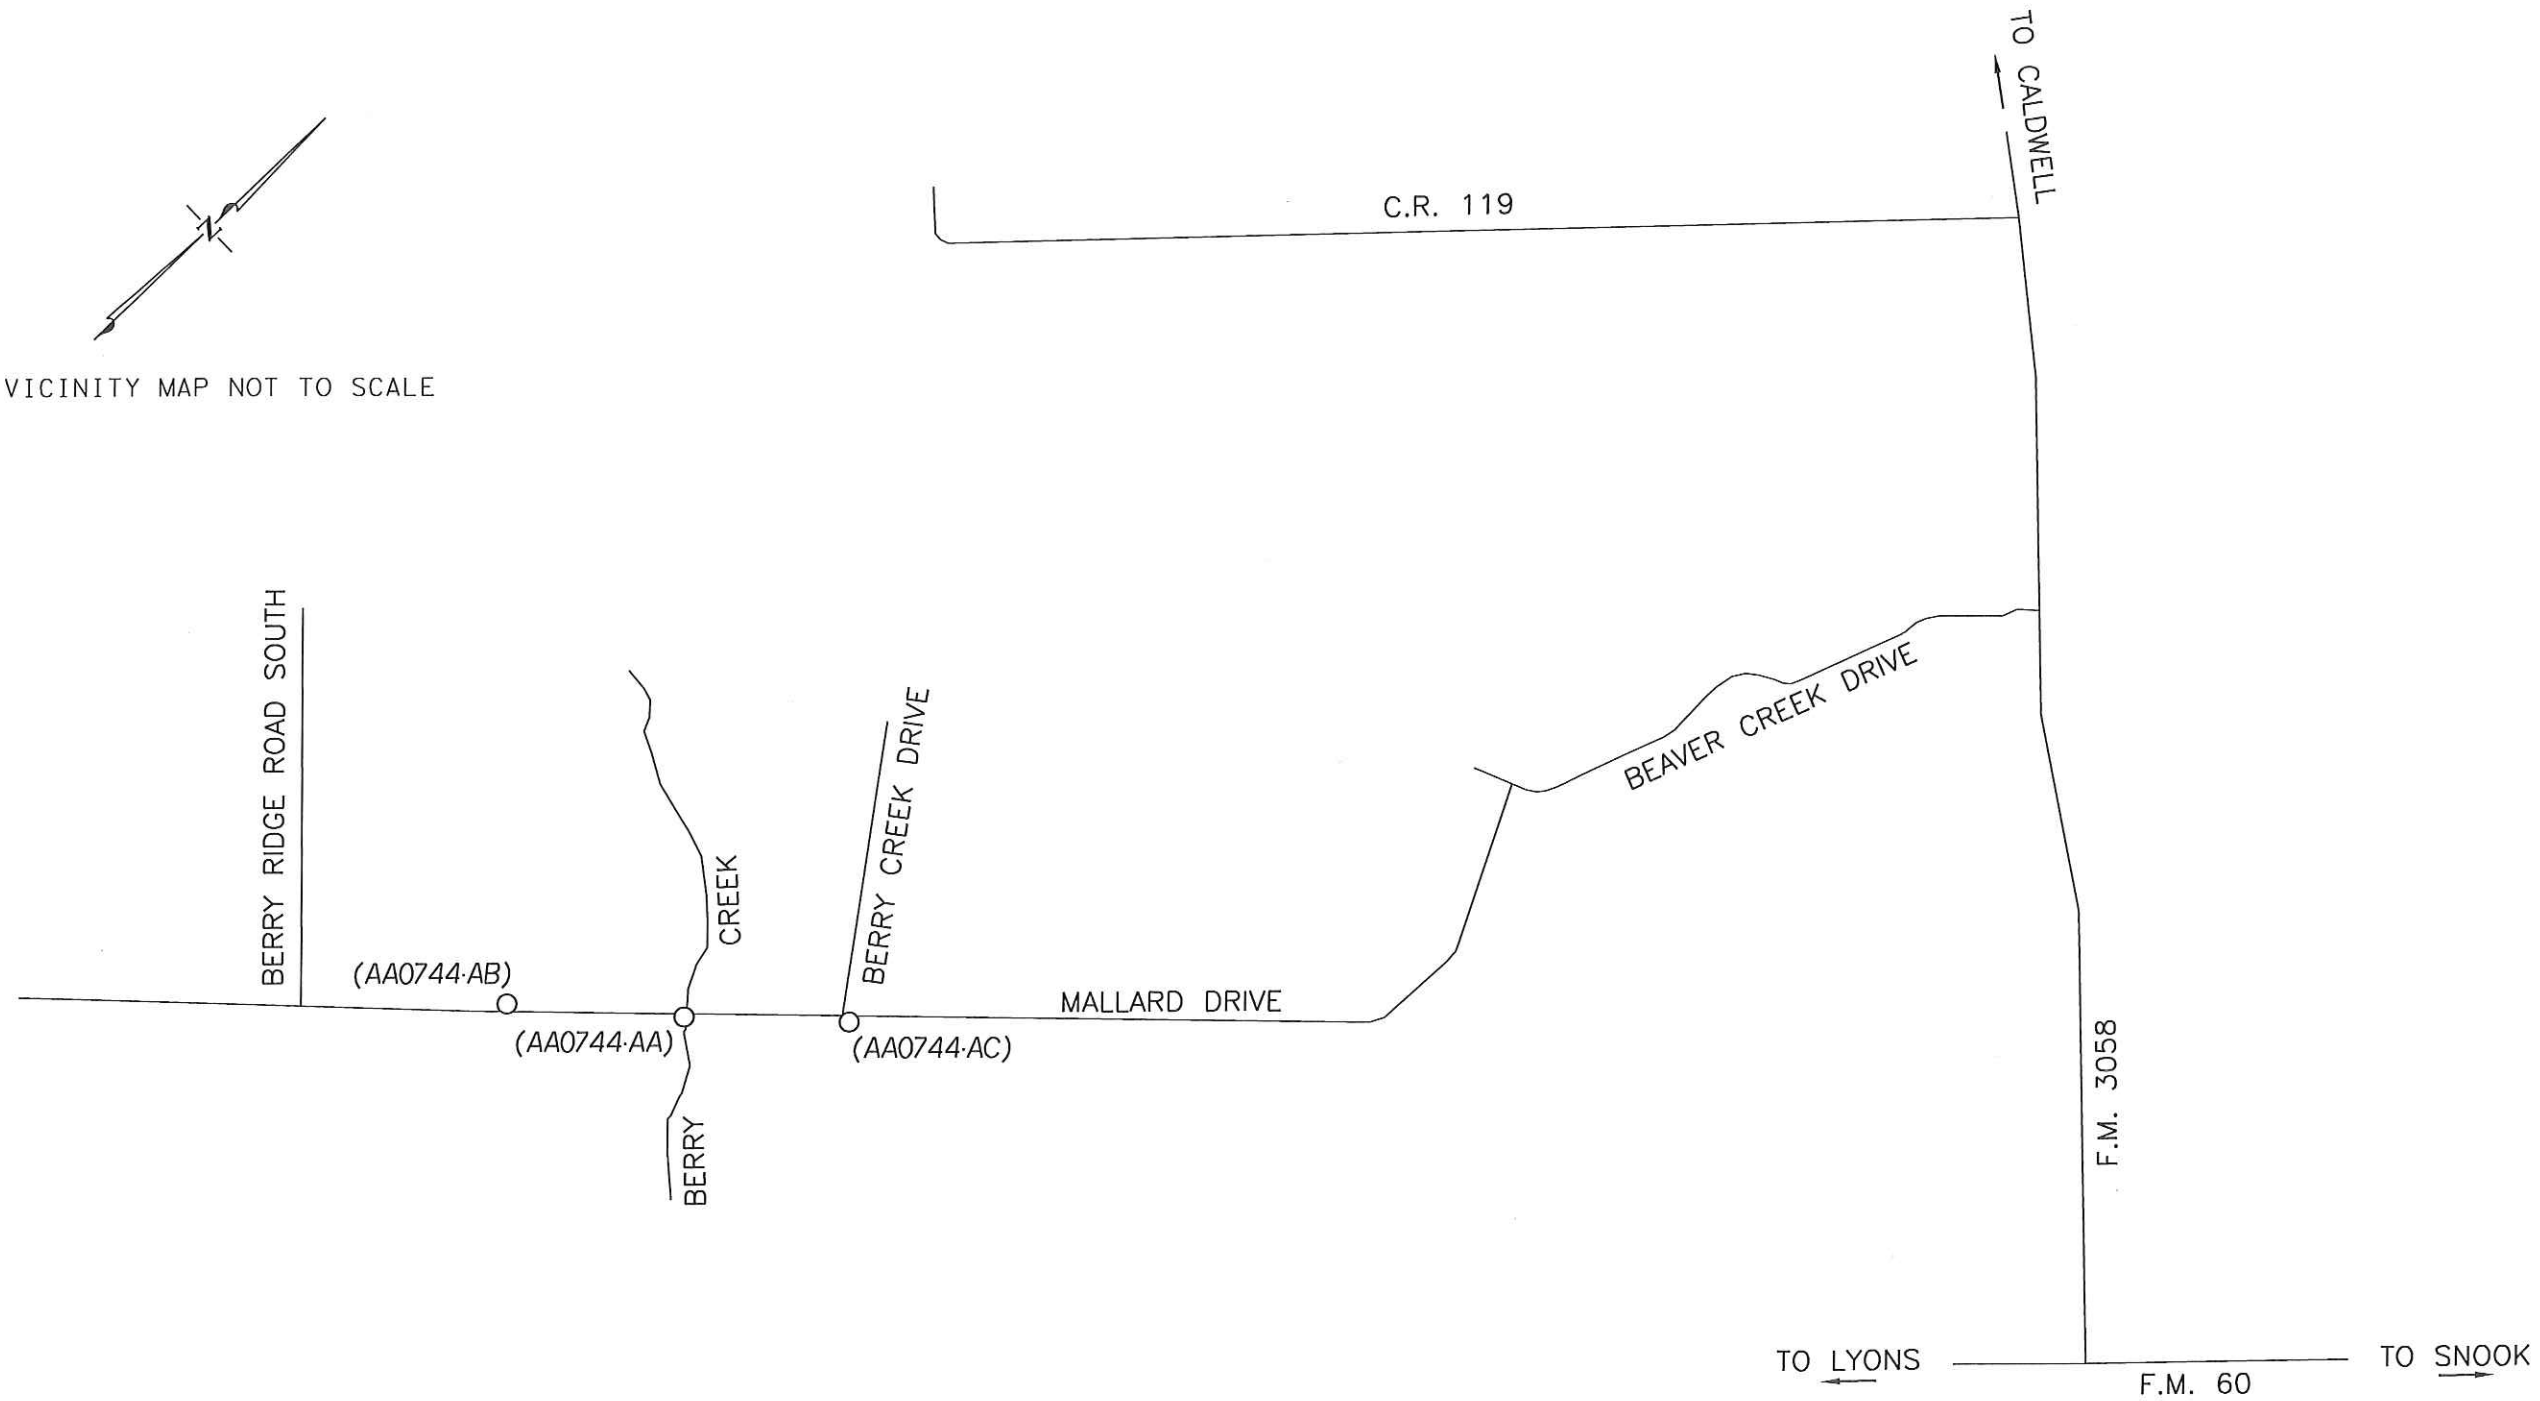 TO CALDWELL
C.R. 119
N
VICINITY MAP NOT TO SCALE
BERRY RIDGE ROAD SOUTH
CREEK
BERRY CREEK DRIVE
BEAVER CREEK DRIVE
(AA0744-AB)
MALLARD DRIVE
(AA0744-AA)
(AA0744-AC)
BERRY
F.M. 3058
TO LYONS
TO SNOOK
F.M. 60